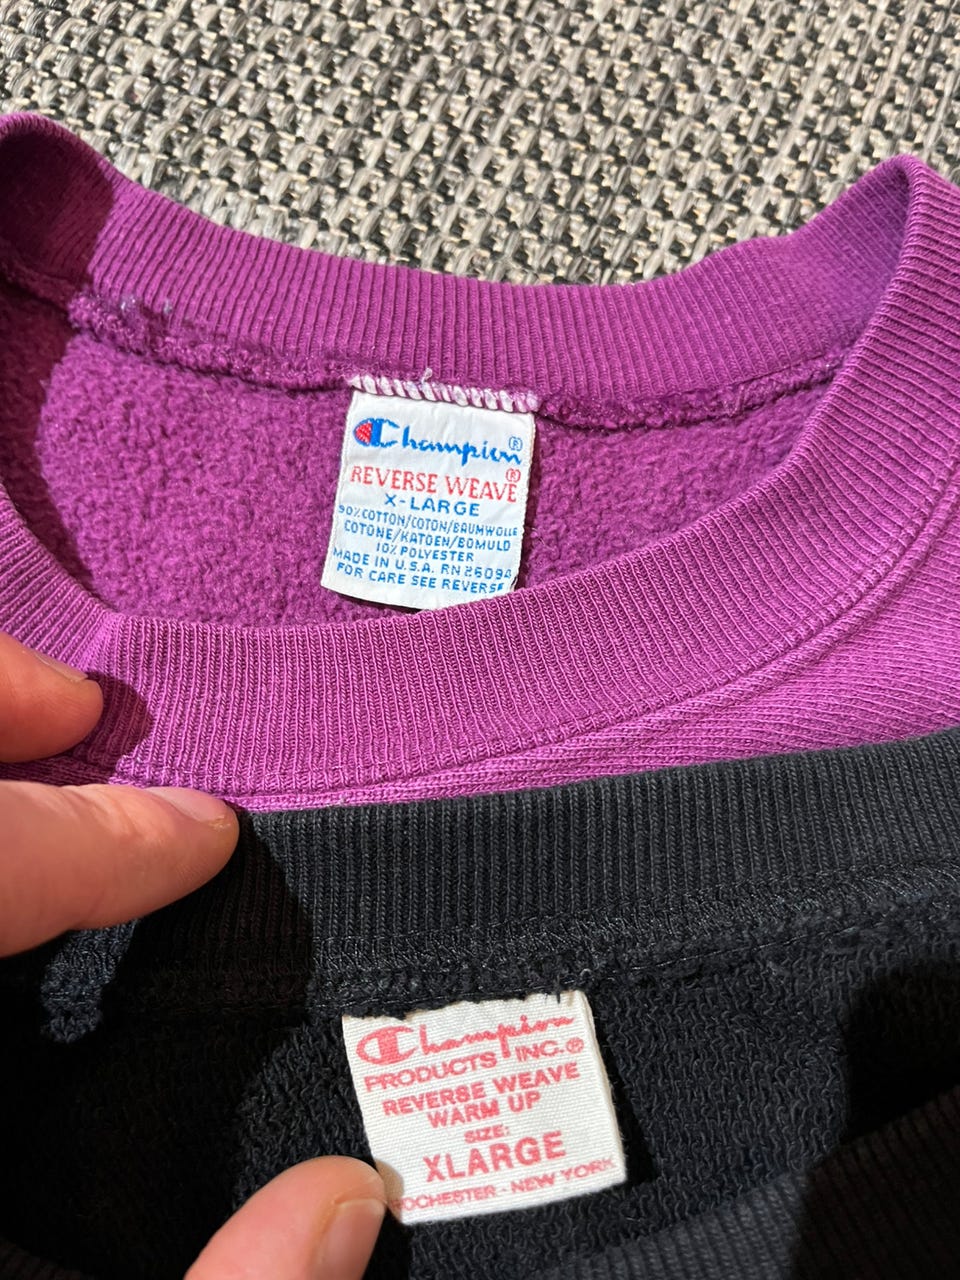 Champion®
REVERSE WEAVE®
X-LARGE
90% COTTON/COTON/BAUMWOLLE
COTONE/KATOEN/BOMULD
10% POLYESTER
MADE IN U.S.A. RN 26094
FOR CARE SEE REVERSE
Champion
PRODUCTS INC.®
REVERSE WEAVE
WARM UP
SIZE:
XLARGE
ROCHESTER - NEW YORK